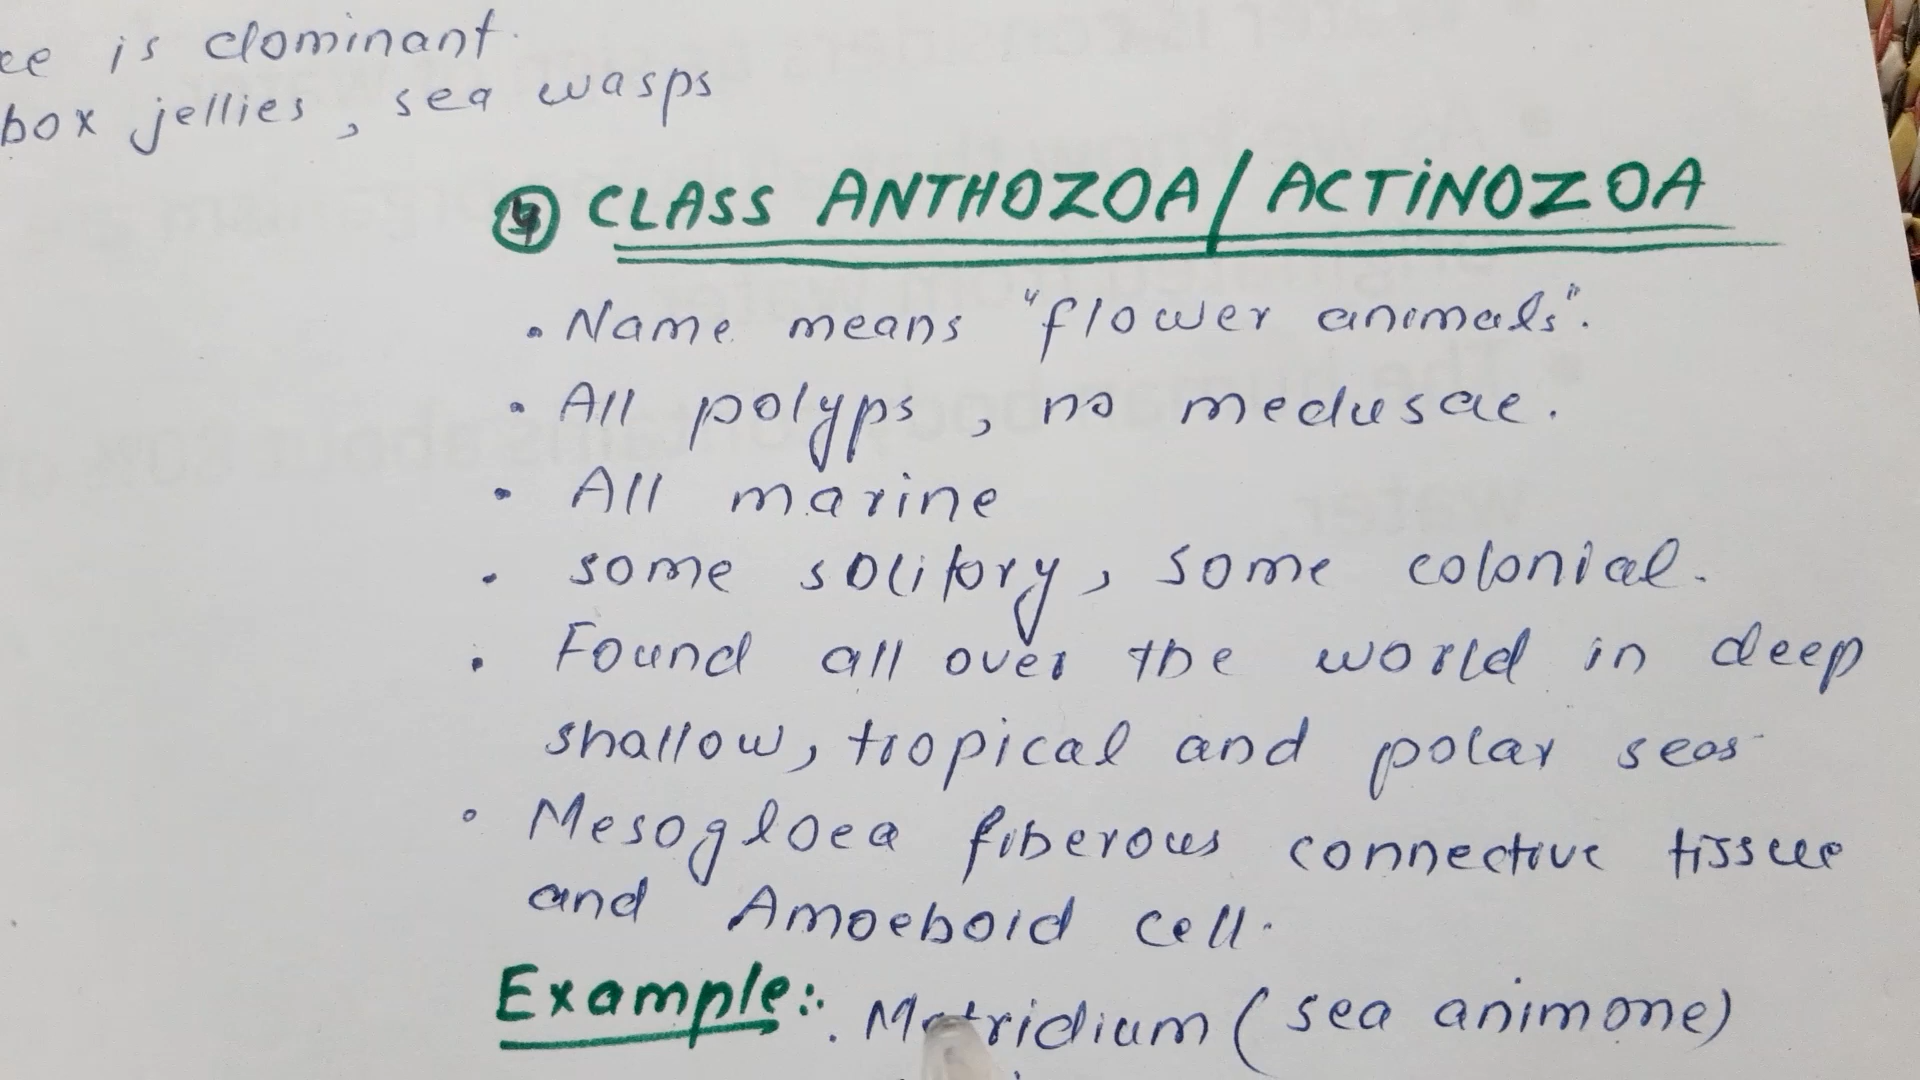 ee is dominant.
box jellies, sea wasps
4 CLASS ANTHOZOA/ACTINOZOA
• Name means "flower animals".
• All polyps, no medusae.
• All marine
• some solitory, some colonial.
• Found all over the world in deep
shallow, tropical and polar seas
• Mesogloea fiberous connective tissue
and Amoeboid cell.
Example:. Metridium (sea animone)